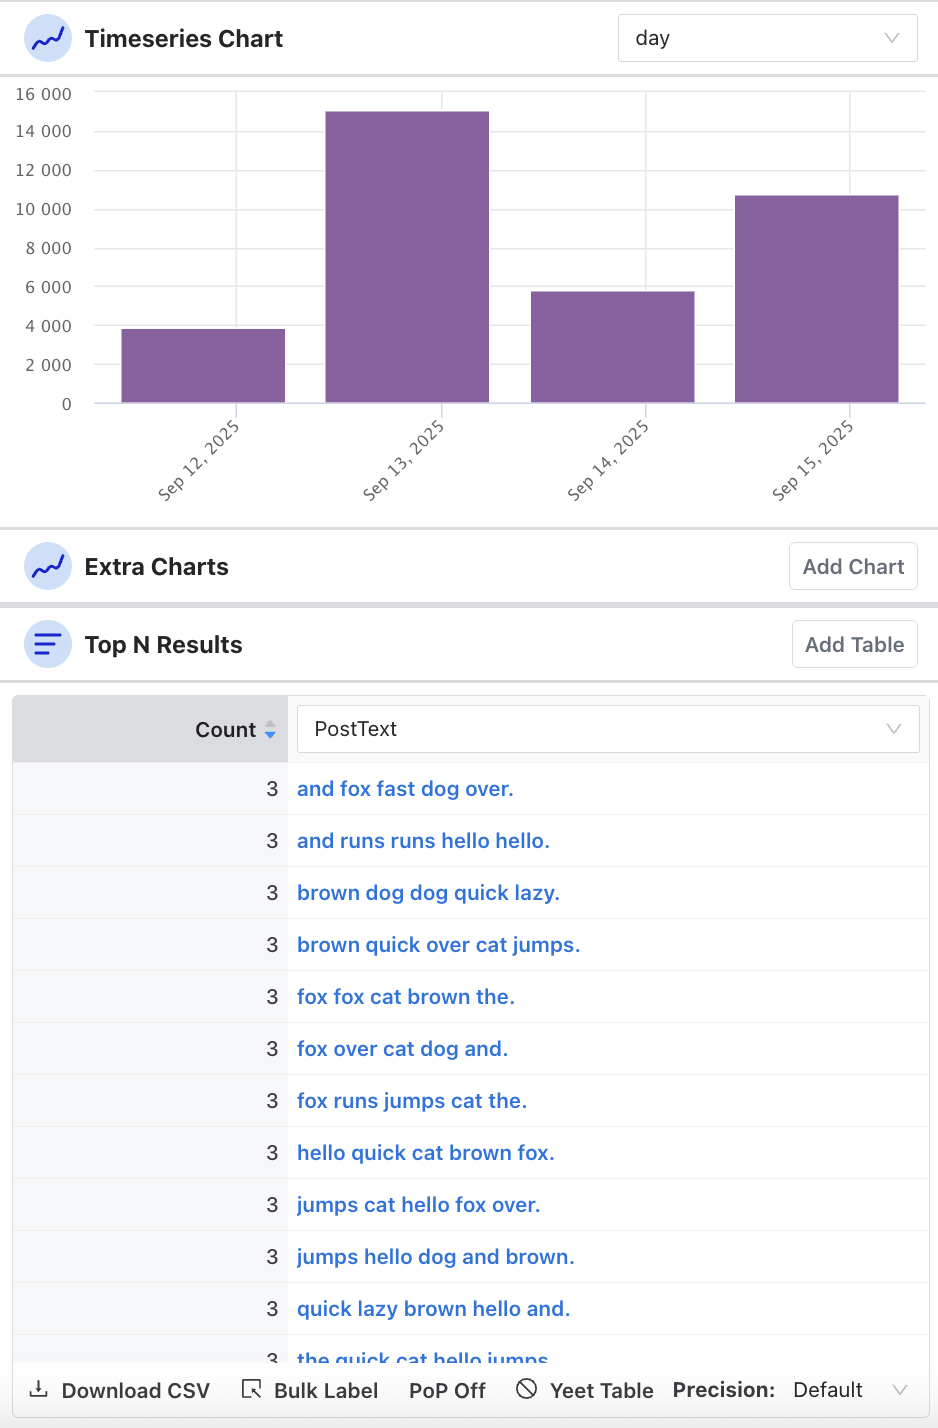 Timeseries Chart
day
16 000
14 000
12 000
10 000
8 000
6 000
4 000
2 000
0
Sep 12, 2025
Sep 13, 2025
Sep 14, 2025
Sep 15, 2025
Extra Charts
Add Chart
Top N Results
Add Table
Count PostText
3 and fox fast dog over.
3 and runs runs hello hello.
3 brown dog dog quick lazy.
3 brown quick over cat jumps.
3 fox fox cat brown the.
3 fox over cat dog and.
3 fox runs jumps cat the.
3 hello quick cat brown fox.
3 jumps cat hello fox over.
3 jumps hello dog and brown.
3 quick lazy brown hello and.
3 the quick cat hello jumps
Download CSV Bulk Label PoP Off Yeet Table Precision: Default